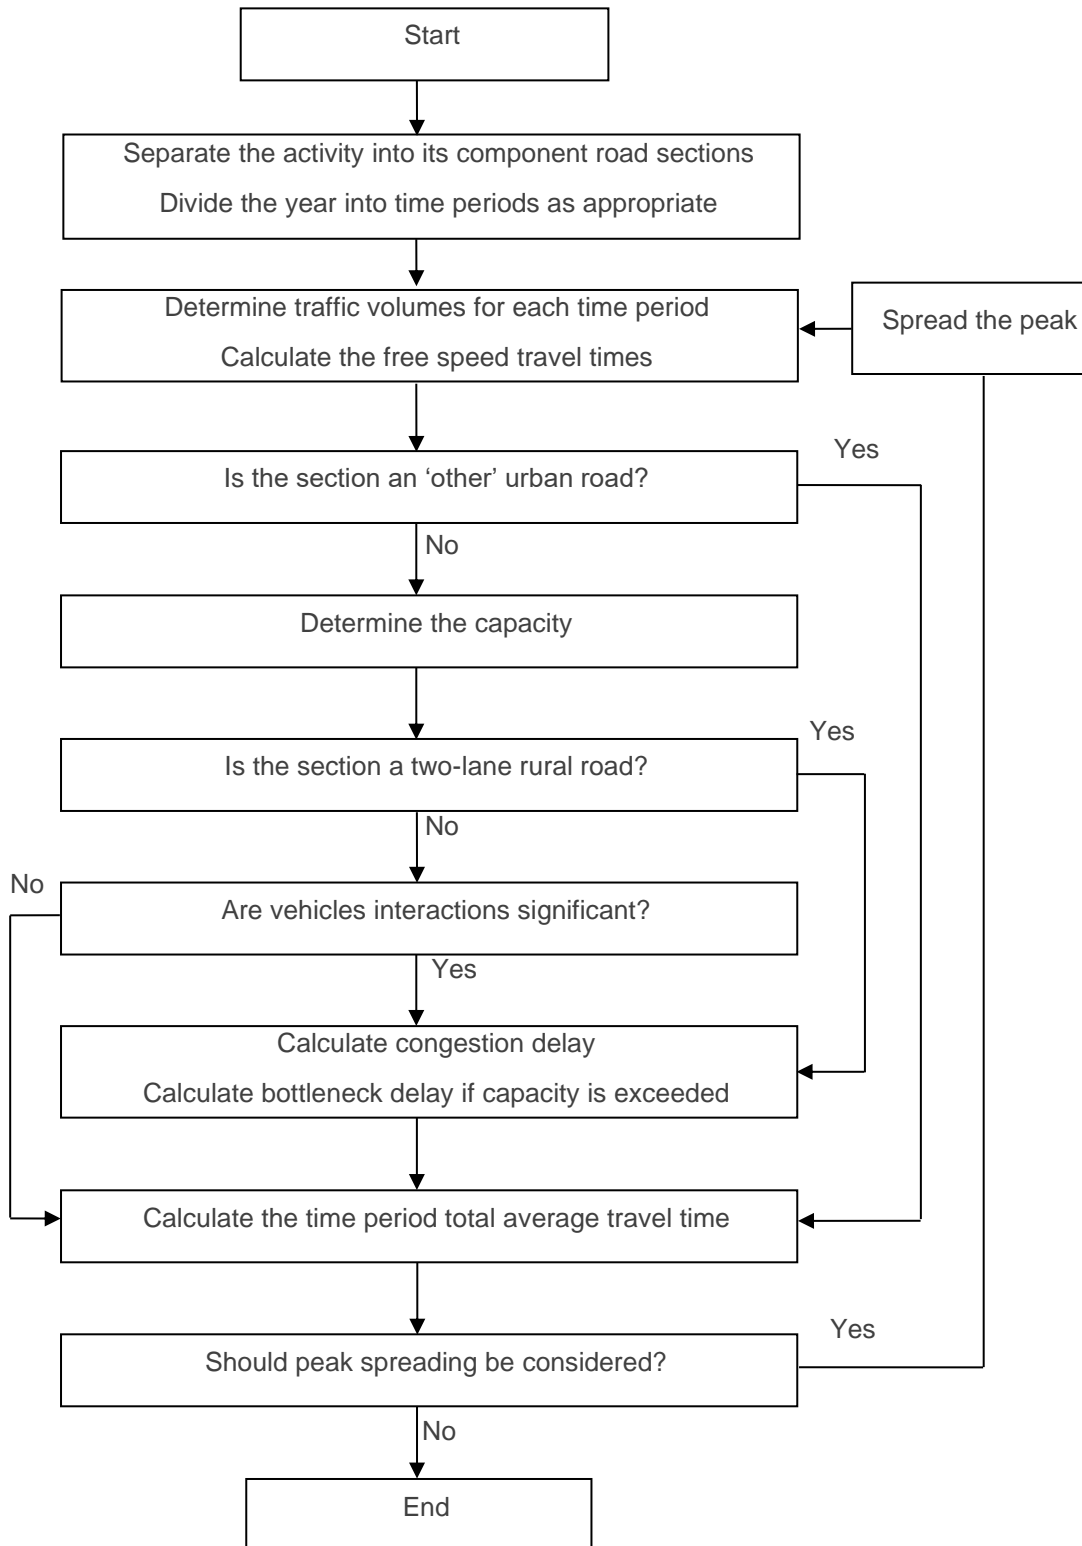 Start
Separate the activity into its component road sections
Divide the year into time periods as appropriate
Determine traffic volumes for each time period
Calculate the free speed travel times
Spread the peak
Is the section an ‘other’ urban road?
Yes
No
Determine the capacity
Is the section a two-lane rural road?
Yes
No
Are vehicles interactions significant?
No
Yes
Calculate congestion delay
Calculate bottleneck delay if capacity is exceeded
Calculate the time period total average travel time
Should peak spreading be considered?
Yes
No
End